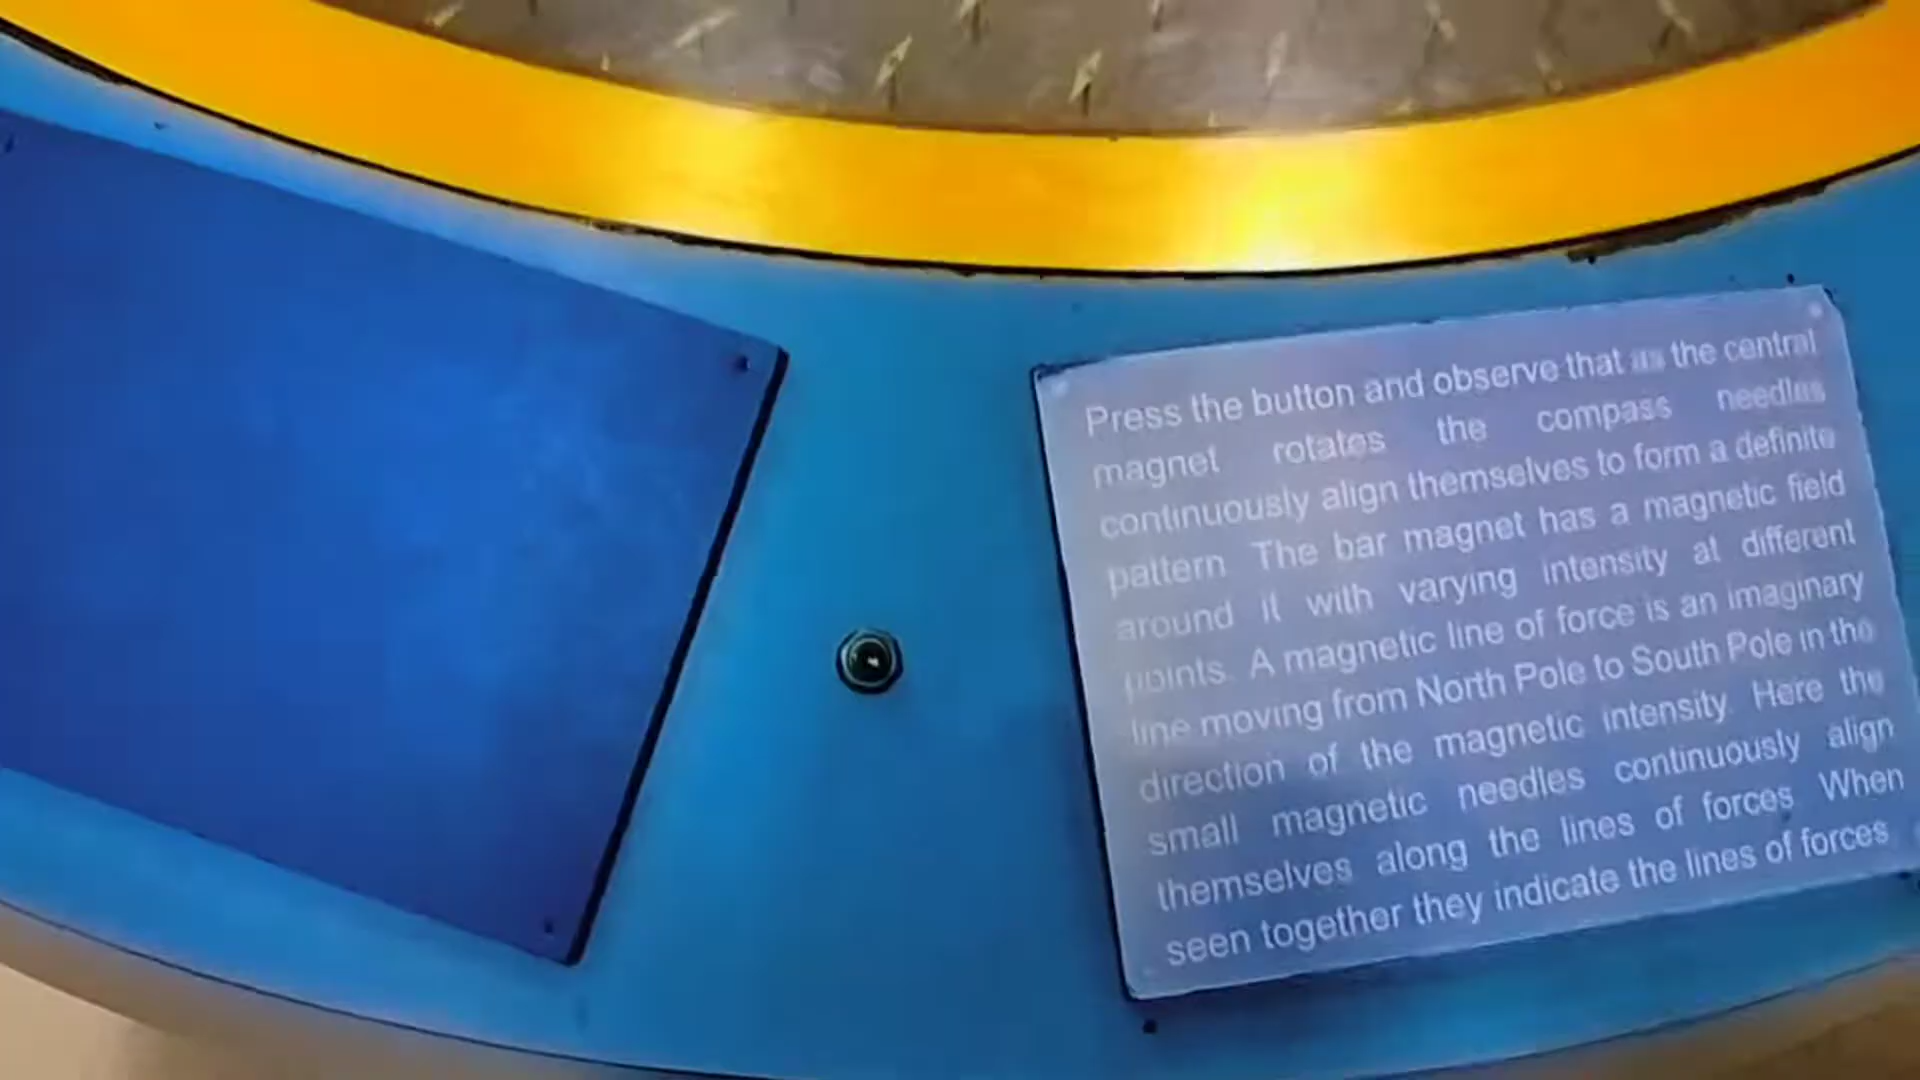 Press the button and observe that as the central
magnet rotates the compass needles
continuously align themselves to form a definite
pattern. The bar magnet has a magnetic field
around it with varying intensity at different
points. A magnetic line of force is an imaginary
line moving from North Pole to South Pole in the
direction of the magnetic intensity. Here the
small magnetic needles continuously align
themselves along the lines of forces. When
seen together they indicate the lines of forces